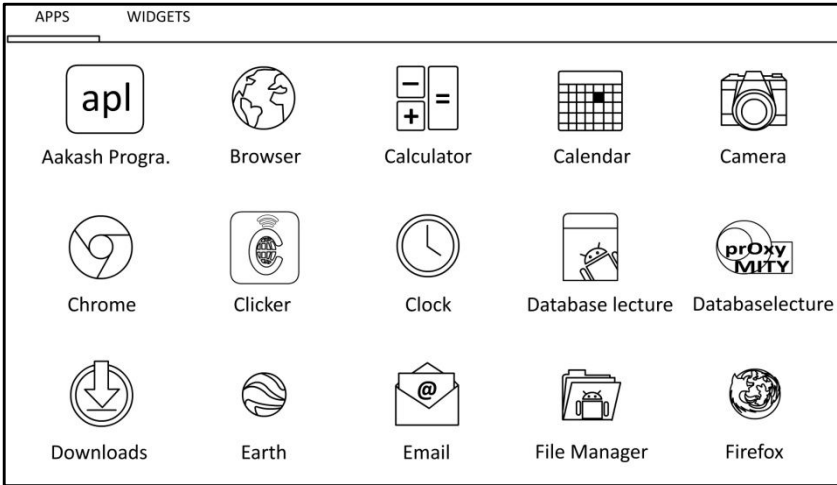 APPS WIDGETS
apl
Aakash Progra. Browser Calculator Calendar Camera
prOxy
MITY
Chrome Clicker Clock Database lecture Databaselecture
@
Downloads Earth Email File Manager Firefox